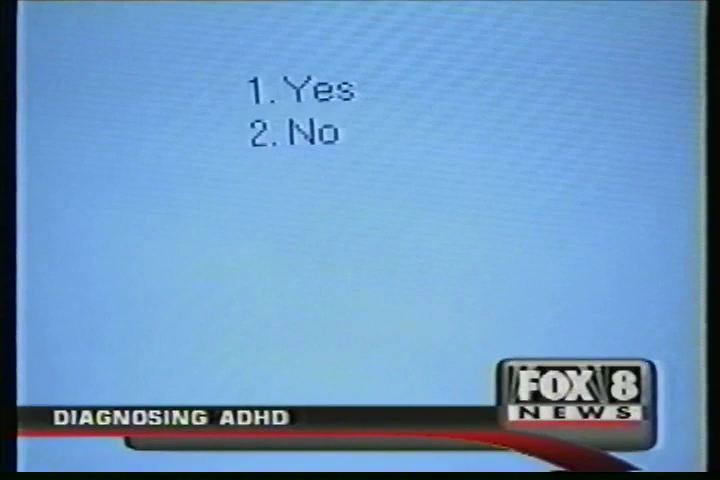 1. Yes
2. No
DIAGNOSING ADHD
FOX 8
NEWS